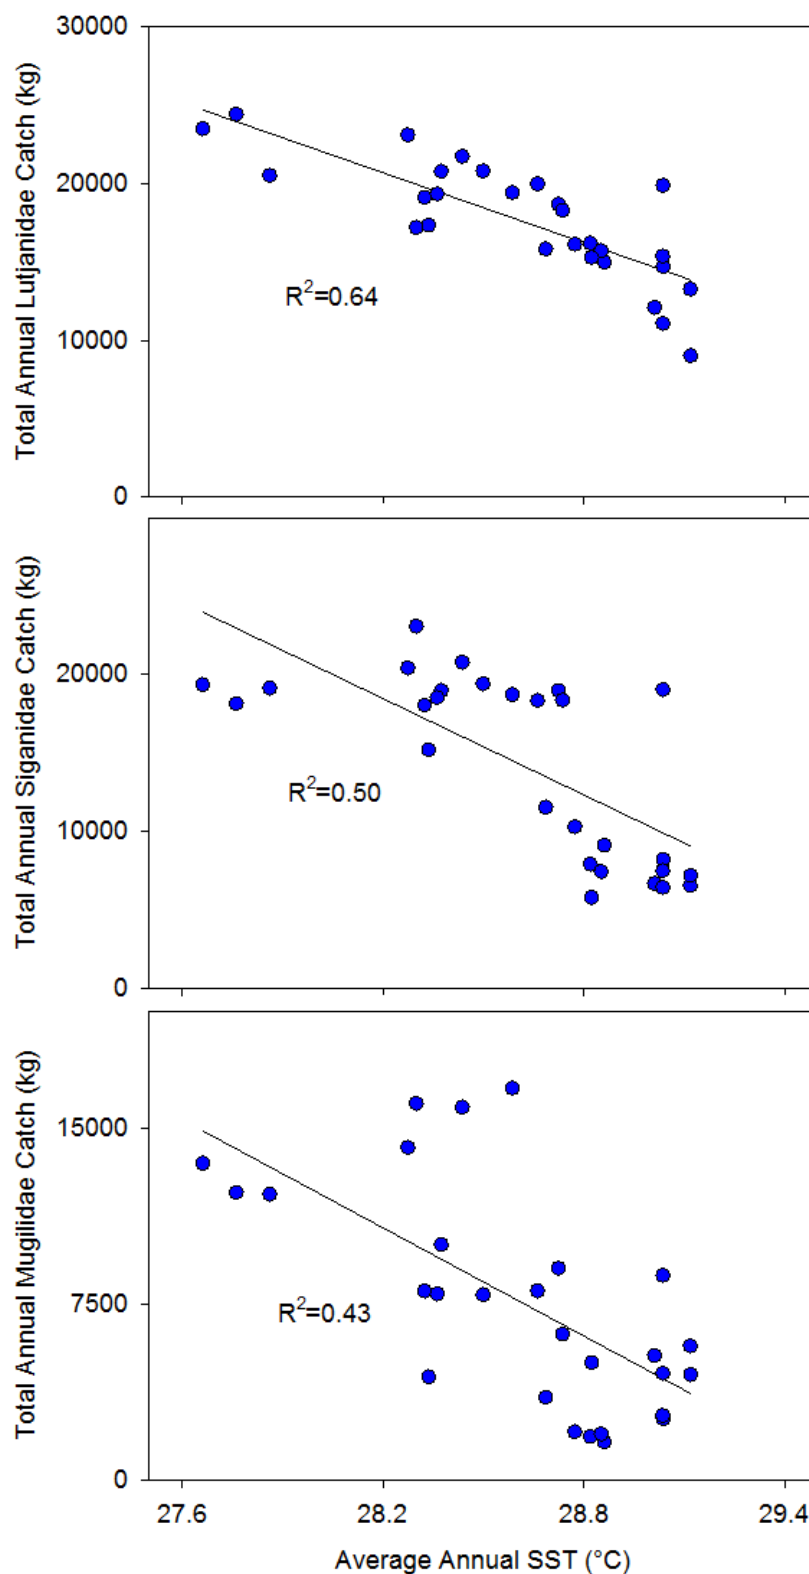 Total Annual Lutjanidae Catch (kg)
30000
20000
10000
0
R²=0.64
Total Annual Siganidae Catch (kg)
20000
10000
0
R²=0.50
Total Annual Mugilidae Catch (kg)
15000
7500
0
R²=0.43
27.6 28.2 28.8 29.4
Average Annual SST (°C)